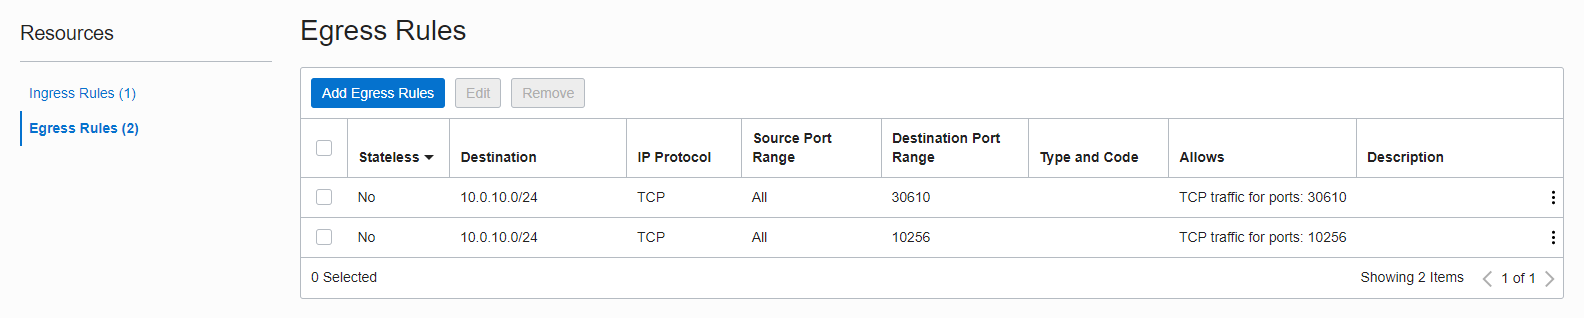 Resources
Ingress Rules (1)
Egress Rules (2)
Egress Rules
Add Egress Rules Edit Remove
Stateless Destination IP Protocol Source Port Range Destination Port Range Type and Code Allows Description
No 10.0.10.0/24 TCP All 30610 TCP traffic for ports: 30610
No 10.0.10.0/24 TCP All 10256 TCP traffic for ports: 10256
0 Selected Showing 2 Items 1 of 1